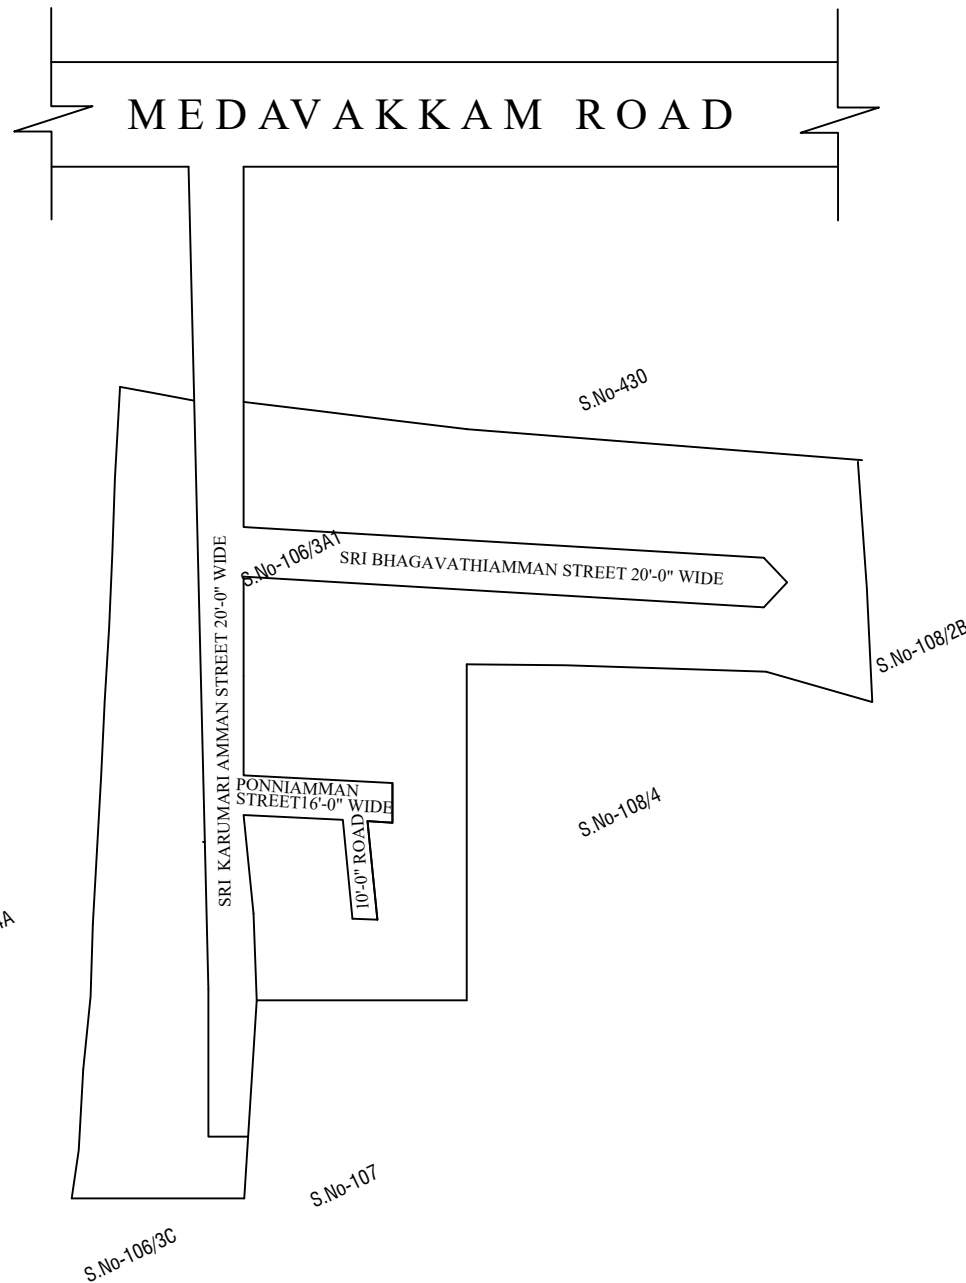 MEDAVAKKAM ROAD
S.No-430
S.No-106/3A1
SRI BHAGAVATHIAMMAN STREET 20'-0" WIDE
SRI KARUMARI AMMAN STREET 20'-0" WIDE
S.No-108/2B
PONNIAMMAN
STREET16'-0" WIDE
10'-0" ROAD
S.No-108/4
4A
S.No-107
S.No-106/3C